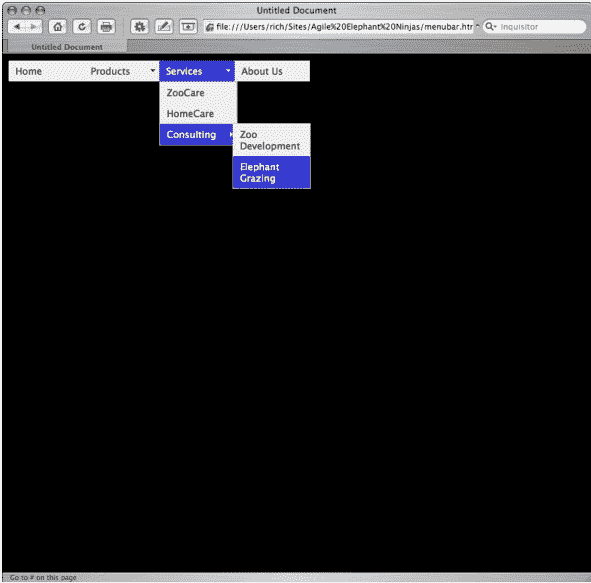 Untitled Document
file:///Users/rich/Sites/Agile%20Elephant%20Ninjas/menubar.htm
Inquisitor
Untitled Document
Home Products Services About Us
ZooCare
HomeCare
Consulting
Zoo
Development
Elephant
Grazing
Go to # on this page